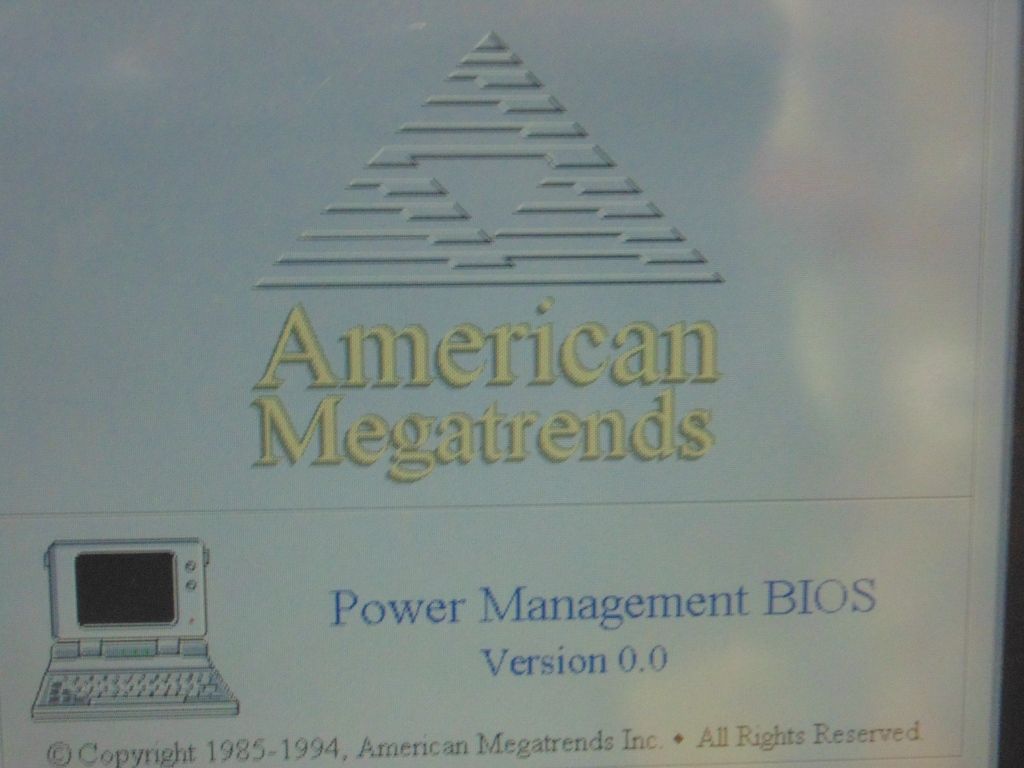 American
Megatrends
Power Management BIOS
Version 0.0
© Copyright 1985-1994, American Megatrends Inc. • All Rights Reserved